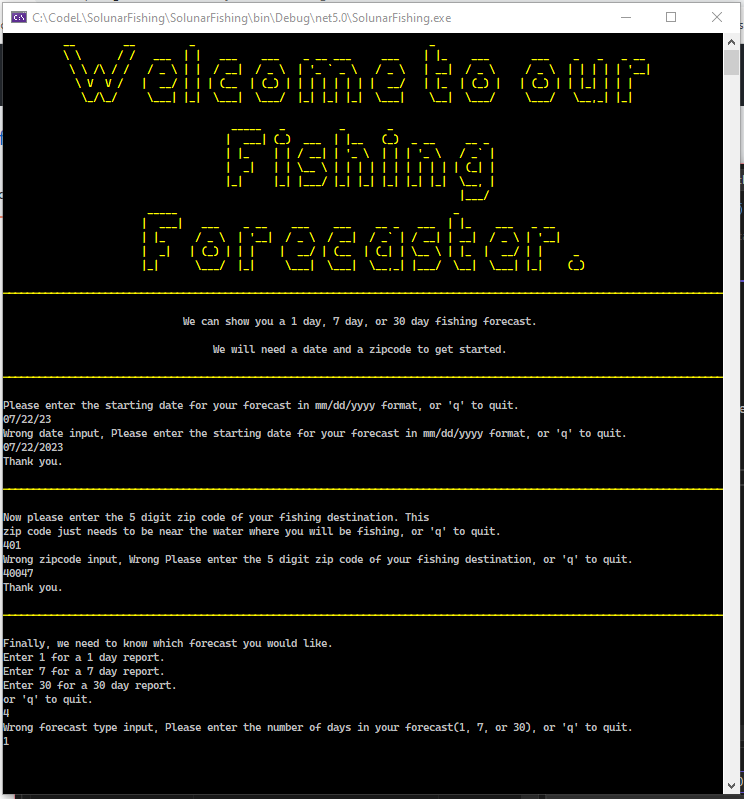 C:\CodeL\SolunarFishing\SolunarFishing\bin\Debug\net5.0\SolunarFishing.exe
Welcome to our
Fishing
Forecaster.
We can show you a 1 day, 7 day, or 30 day fishing forecast.
We will need a date and a zipcode to get started.
Please enter the starting date for your forecast in mm/dd/yyyy format, or 'q' to quit.
07/22/23
Wrong date input, Please enter the starting date for your forecast in mm/dd/yyyy format, or 'q' to quit.
07/22/2023
Thank you.
Now please enter the 5 digit zip code of your fishing destination. This
zip code just needs to be near the water where you will be fishing, or 'q' to quit.
401
Wrong zipcode input, Wrong Please enter the 5 digit zip code of your fishing destination, or 'q' to quit.
40047
Thank you.
Finally, we need to know which forecast you would like.
Enter 1 for a 1 day report.
Enter 7 for a 7 day report.
Enter 30 for a 30 day report.
or 'q' to quit.
4
Wrong forecast type input, Please enter the number of days in your forecast(1, 7, or 30), or 'q' to quit.
1